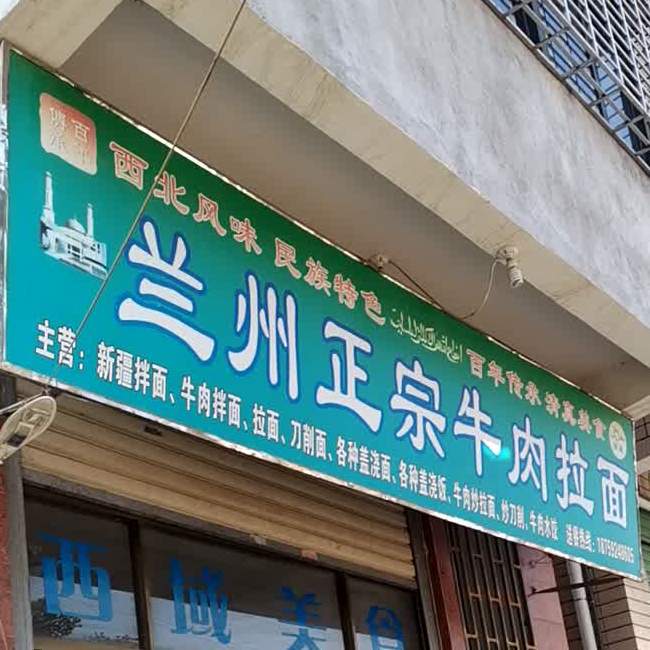 西北风味 民族特色
百年传承 清真美食
兰州正宗牛肉拉面
主营：新疆拌面、牛肉拌面、拉面、刀削面、各种盖浇面、各种盖浇饭、牛肉炒拉面、炒刀削、牛肉水饺
西域美食